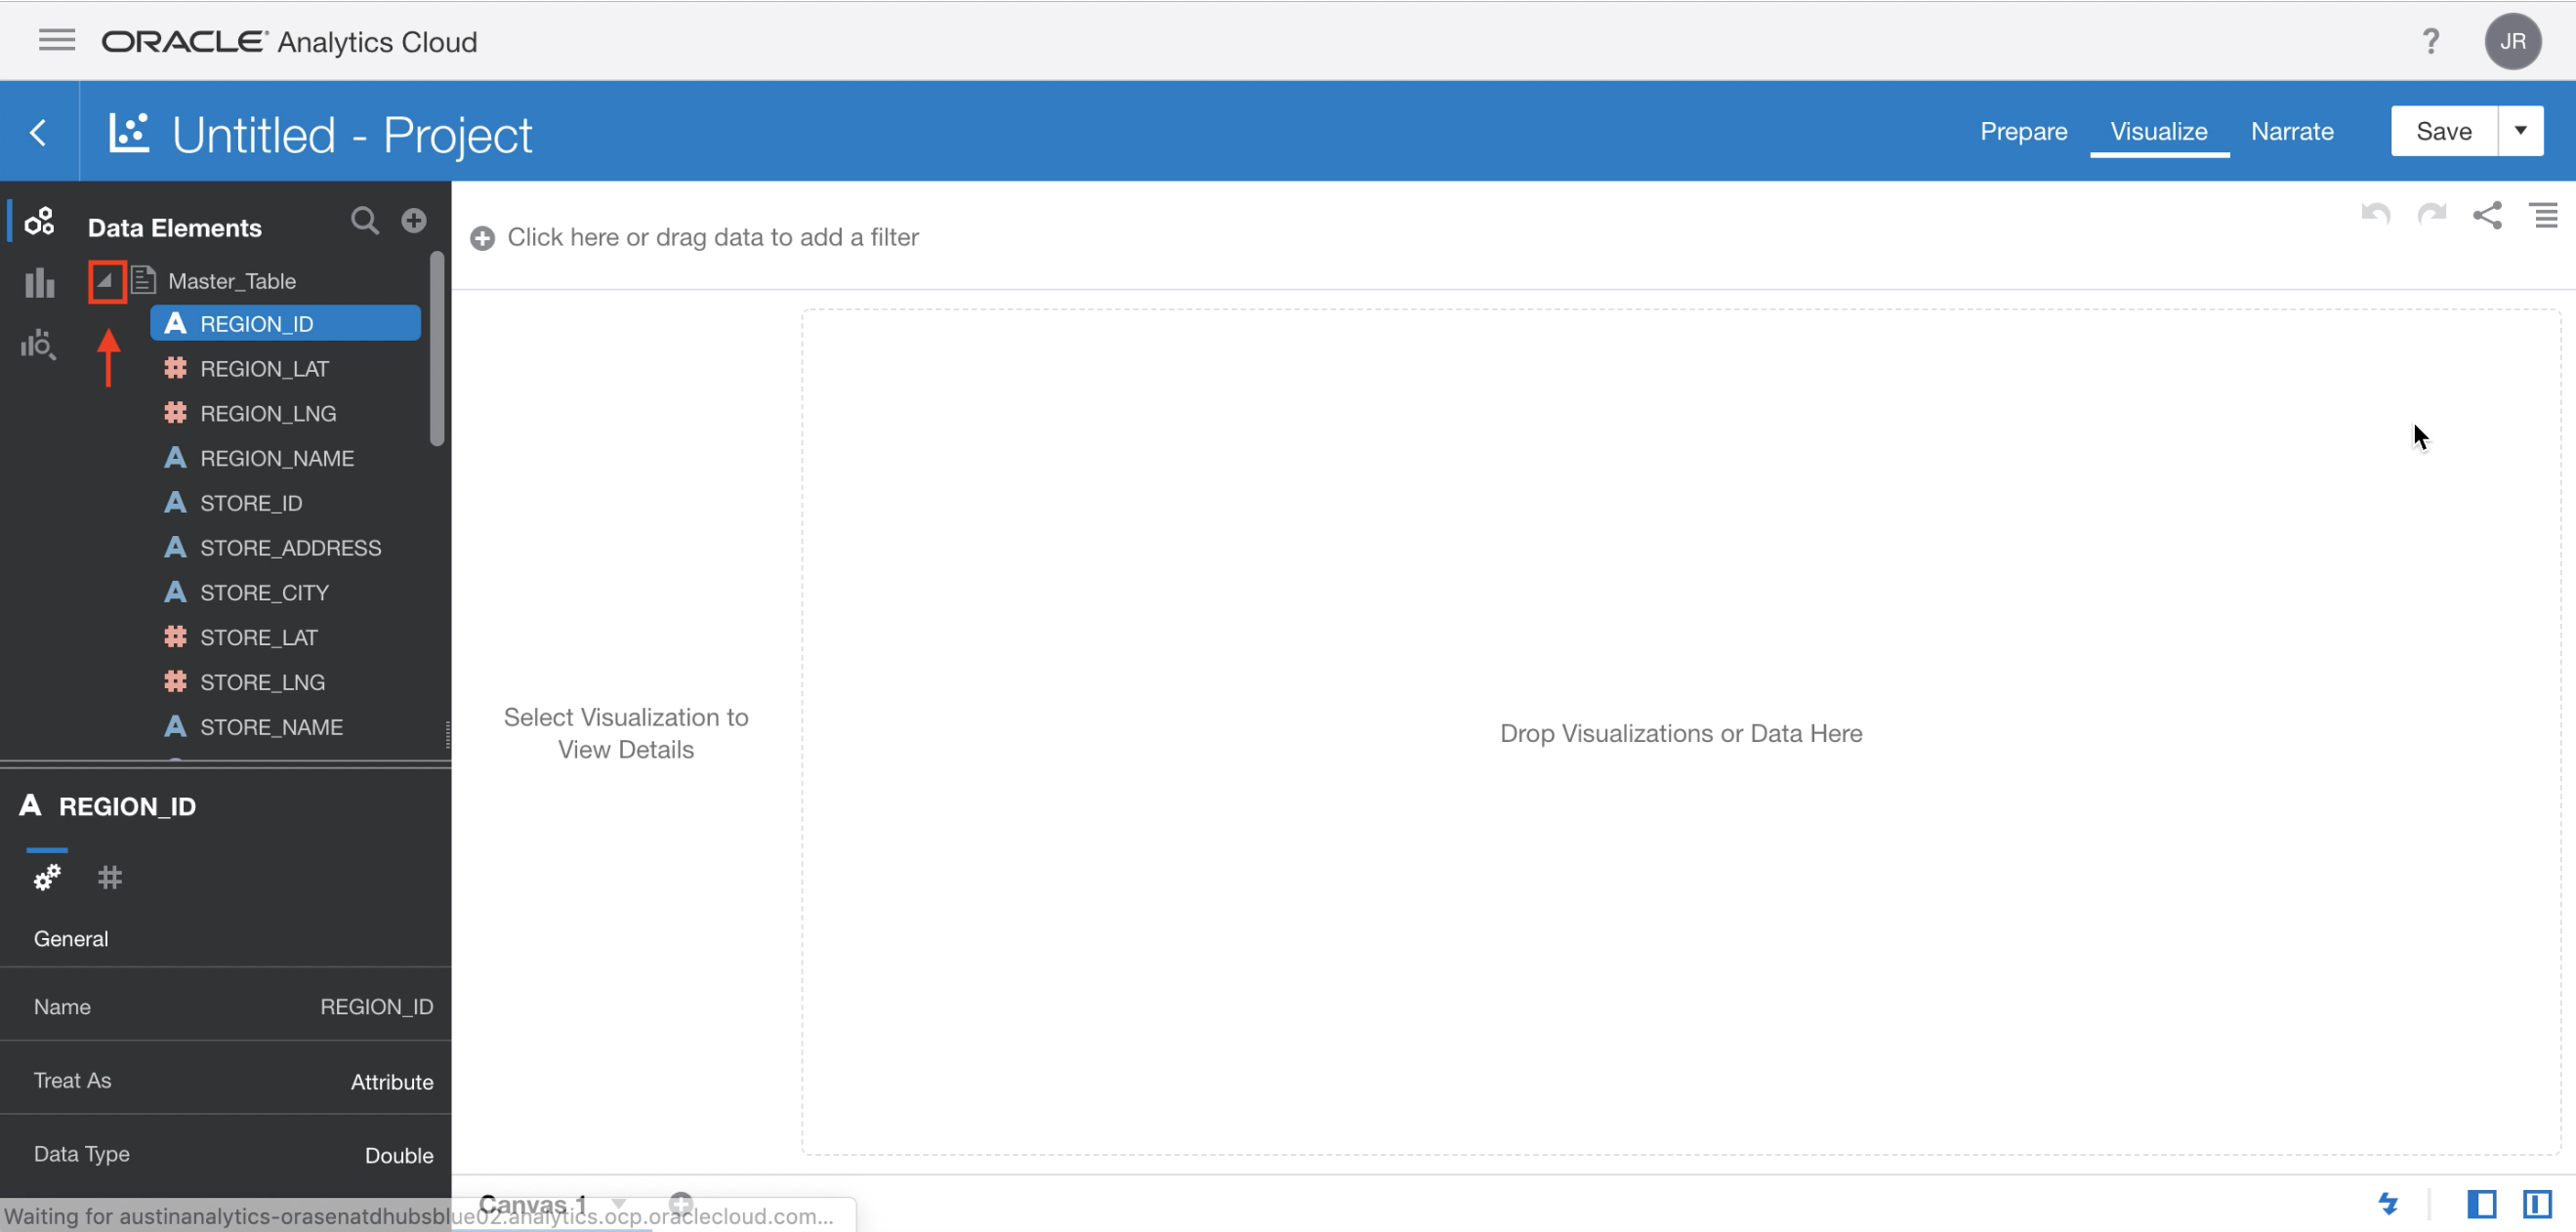 ORACLE Analytics Cloud
?
JR
Untitled - Project
Prepare
Visualize
Narrate
Save
Data Elements
Click here or drag data to add a filter
Master_Table
A REGION_ID
# REGION_LAT
# REGION_LNG
A REGION_NAME
A STORE_ID
A STORE_ADDRESS
A STORE_CITY
# STORE_LAT
# STORE_LNG
A STORE_NAME
Select Visualization to
View Details
Drop Visualizations or Data Here
A REGION_ID
#
General
Name REGION_ID
Treat As Attribute
Data Type Double
Canvas 1
Waiting for austinanalytics-orasenatdhubsblue02.analytics.ocp.oraclecloud.com...